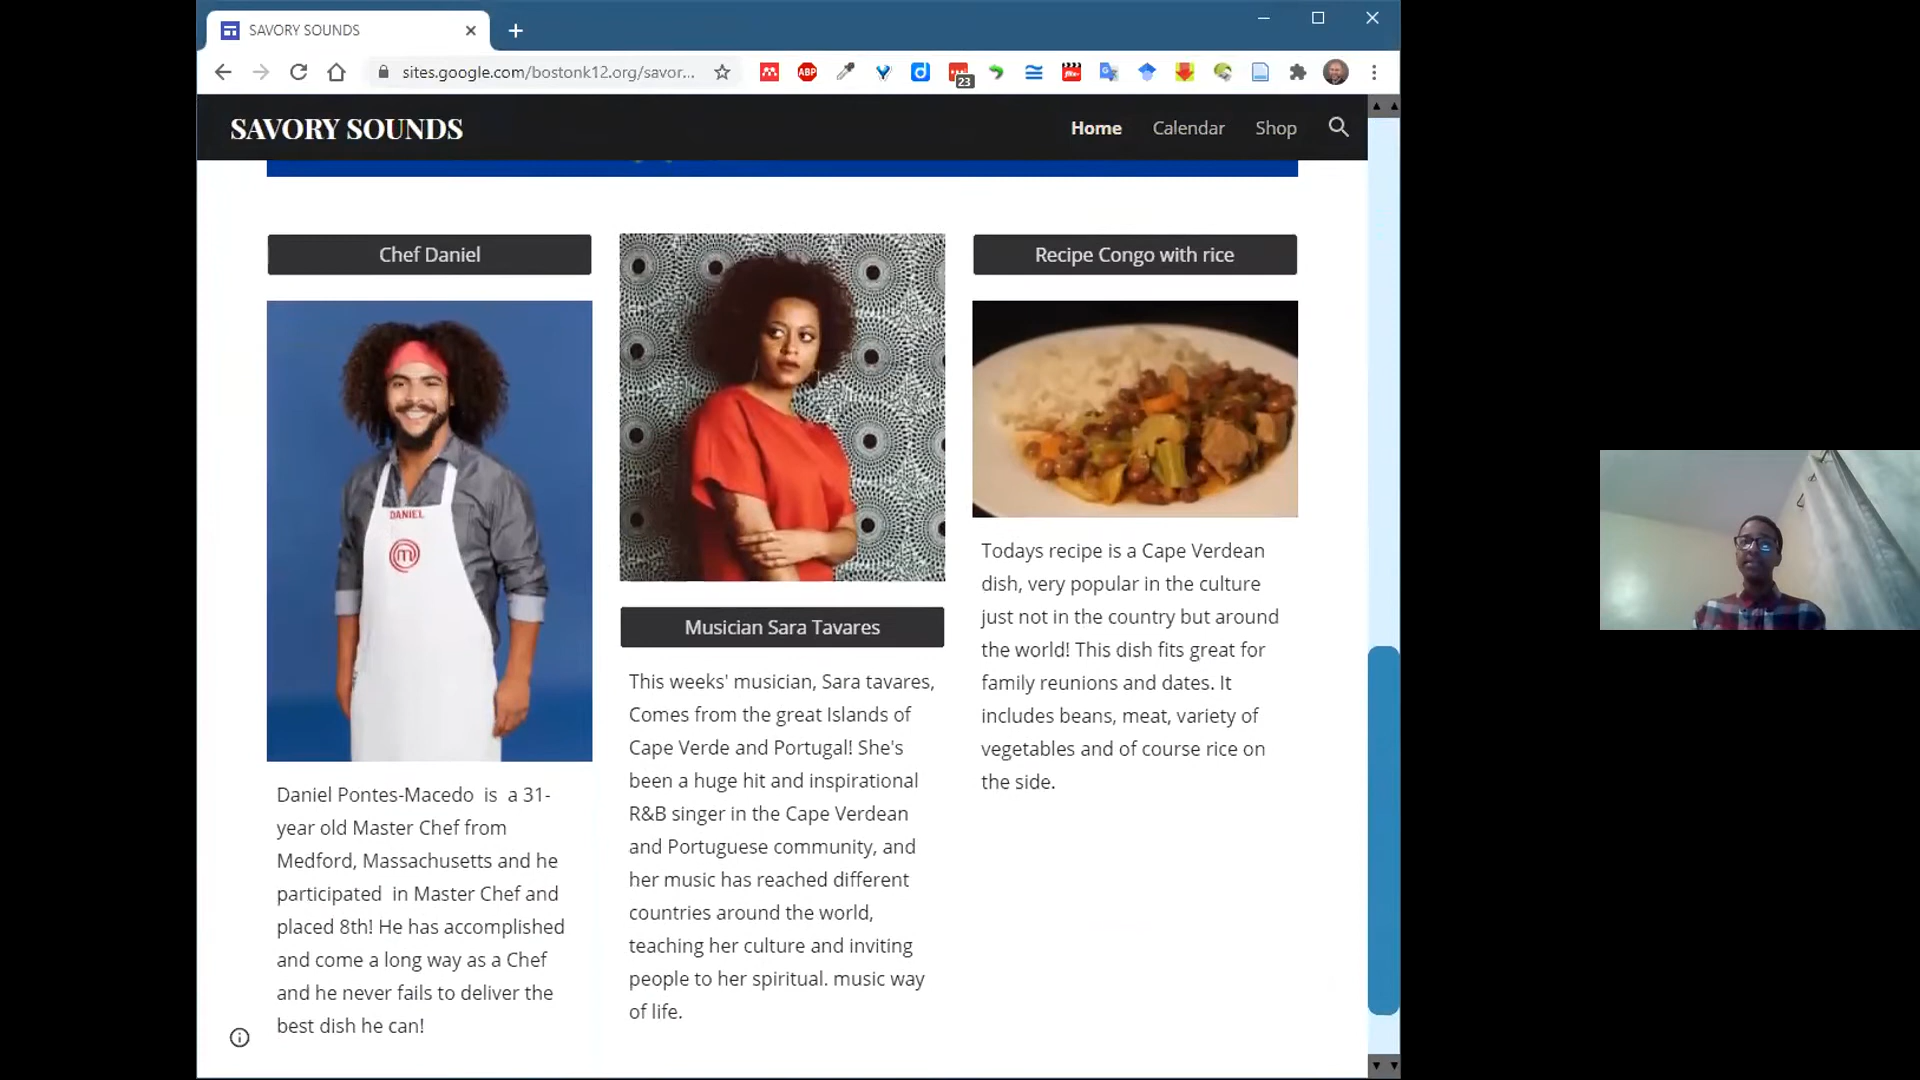 SAVORY SOUNDS
sites.google.com/bostonk12.org/savor...
ABP
23
SAVORY SOUNDS
Home
Calendar
Shop
Chef Daniel
DANIEL
Daniel Pontes-Macedo is a 31-
year old Master Chef from
Medford, Massachusetts and he
participated in Master Chef and
placed 8th! He has accomplished
and come a long way as a Chef
and he never fails to deliver the
best dish he can!
Musician Sara Tavares
This weeks' musician, Sara tavares,
Comes from the great Islands of
Cape Verde and Portugal! She's
been a huge hit and inspirational
R&B singer in the Cape Verdean
and Portuguese community, and
her music has reached different
countries around the world,
teaching her culture and inviting
people to her spiritual. music way
of life.
Recipe Congo with rice
Todays recipe is a Cape Verdean
dish, very popular in the culture
just not in the country but around
the world! This dish fits great for
family reunions and dates. It
includes beans, meat, variety of
vegetables and of course rice on
the side.